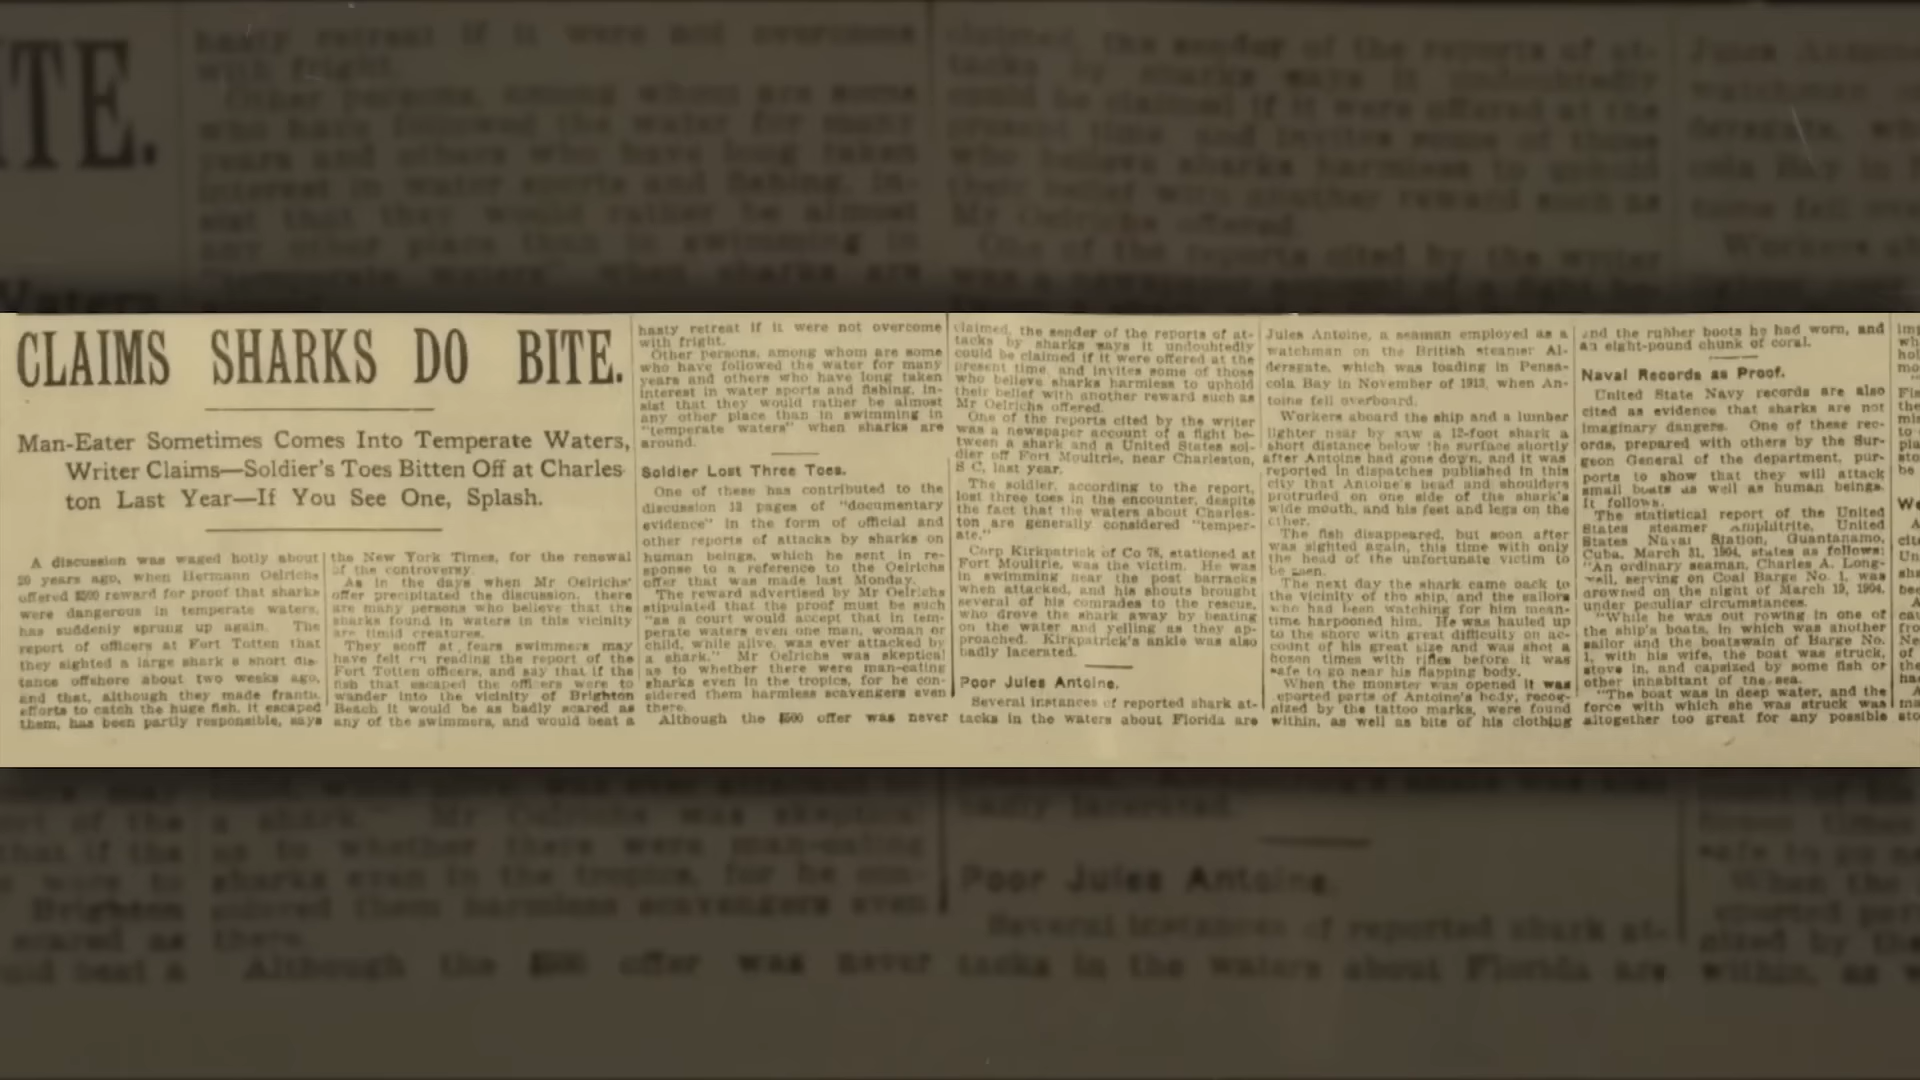 CLAIMS SHARKS DO BITE.
Man-Eater Sometimes Comes Into Temperate Waters,
Writer Claims—Soldier's Toes Bitten Off at Charles
ton Last Year—If You See One, Splash.
A discussion was waged hotly about
20 years ago, when Hermann Oelrichs
offered $500 reward for proof that sharks
were dangerous in temperate waters,
has suddenly sprung up again. The
report of officers at Fort Totten that
they sighted a large shark a short dis-
tance offshore about two weeks ago,
and that, although they made frantic
efforts to catch the huge fish, it escaped
them, has been partly responsible, says
the New York Times, for the renewal
of the controversy.
As in the days when Mr Oelrichs'
offer precipitated the discussion, there
are many persons who believe that the
sharks found in waters in this vicinity
are timid creatures.
They scoff at fears swimmers may
have felt on reading the report of the
Fort Totten officers, and say that if the
fish that escaped the officers were to
wander into the vicinity of Brighton
Beach it would be as badly scared as
any of the swimmers, and would beat a
hasty retreat if it were not overcome
with fright.
Other persons, among whom are some
who have followed the water for many
years and others who have long taken
interest in water sports and fishing, in-
sist that they would rather be almost
any other place than in swimming in
"temperate waters" when sharks are
around.
Soldier Lost Three Toes.
One of these has contributed to the
discussion 13 pages of "documentary
evidence" in the form of official and
other reports of attacks by sharks on
human beings, which he sent in re-
sponse to a reference to the Oelrichs
offer that was made last Monday.
The reward advertised by Mr Oelrichs
stipulated that the proof must be such
"as a court would accept that in tem-
perate waters even one man, woman or
child, while alive, was ever attacked by
a shark." Mr Oelrichs was skeptical
as to whether there were man-eating
sharks even in the tropics, for he con-
sidered them harmless scavengers even
there.
Although the $500 offer was never
claimed, the sender of the reports of at-
tacks by sharks says it undoubtedly
could be claimed if it were offered at the
present time, and invites some of those
who believe sharks harmless to uphold
their belief with another reward such as
Mr Oelrichs offered.
One of the reports cited by the writer
was a newspaper account of a fight be-
tween a shark and a United States sol-
dier off Fort Moultrie, near Charleston,
S C, last year.
The soldier, according to the report,
lost three toes in the encounter, despite
the fact that the waters about Charles-
ton are generally considered "temper-
ate."
Corp Kirkpatrick of Co 78, stationed at
Fort Moultrie, was the victim. He was
in swimming near the post barracks
when attacked, and his shouts brought
several of his comrades to the rescue,
who drove the shark away by beating
on the water and yelling as they ap-
proached. Kirkpatrick's ankle was also
badly lacerated.
Poor Jules Antoine.
Several instances of reported shark at-
tacks in the waters about Florida are
Jules Antoine, a seaman employed as a
watchman on the British steamer Al-
dersgate, which was loading in Pensa-
cola Bay in November of 1913, when An-
toine fell overboard.
Workers aboard the ship and a lumber
lighter near by saw a 12-foot shark a
short distance below the surface shortly
after Antoine had gone down, and it was
reported in dispatches published in this
city that Antoine's head and shoulders
protruded on one side of the shark's
wide mouth, and his feet and legs on the
other.
The fish disappeared, but soon after
was sighted again, this time with only
the head of the unfortunate victim to
be seen.
The next day the shark came back to
the vicinity of the ship, and the sailors
who had been watching for him mean-
time harpooned him. He was hauled up
to the shore with great difficulty on ac-
count of his great size and was shot a
dozen times with rifles before it was
safe to go near his flapping body.
When the monster was opened it was
parts of Antoine's body, recog-
nized by the tattoo marks, were found
within, as well as bite of his clothing
and the rubber boots he had worn, and
an eight-pound chunk of coral.
Naval Records as Proof.
United State Navy records are also
cited as evidence that sharks are not
imaginary dangers. One of these rec-
ords, prepared with others by the Sur-
geon General of the department, pur-
ports to show that they will attack
small boats as well as human beings.
It follows.
The statistical report of the United
States steamer Amphitrite, United
States Naval Station, Guantanamo,
Cuba, March 31, 1904, states as follows:
"An ordinary seaman, Charles A. Long-
well, serving on Coal Barge No. 1, was
drowned on the night of March 19, 1904,
under peculiar circumstances.
"While he was out rowing in one of
the ship's boats, in which was another
sailor and the boatswain of Barge No.
1, with his wife, the boat was struck,
stove in, and capsized by some fish or
other inhabitant of the sea.
"The boat was in deep water, and the
force with which she was struck was
altogether too great for any possible